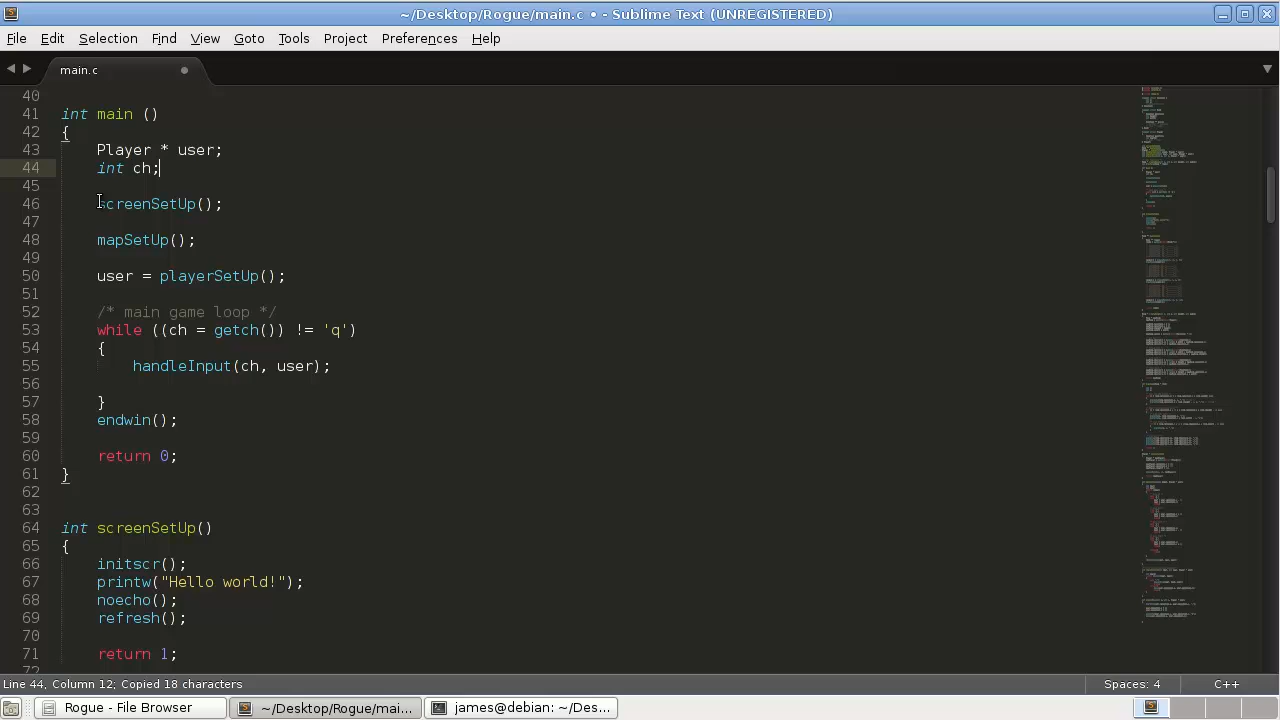 ~/Desktop/Rogue/main.c • - Sublime Text (UNREGISTERED)
File Edit Selection Find View Goto Tools Project Preferences Help
main.c
40
41 int main ()
42 {
43 Player * user;
44 int ch;
45
46 screenSetUp();
47
48 mapSetUp();
49
50 user = playerSetUp();
51
52 /* main game loop */
53 while ((ch = getch()) != 'q')
54 {
55 handleInput(ch, user);
56
57 }
58 endwin();
59
60 return 0;
61 }
62
63
64 int screenSetUp()
65 {
66 initscr();
67 printw("Hello world!");
68 noecho();
69 refresh();
70
71 return 1;
72
Line 44, Column 12; Copied 18 characters Spaces: 4 C++
Rogue - File Browser ~/Desktop/Rogue/mai... james@debian: ~/Des...